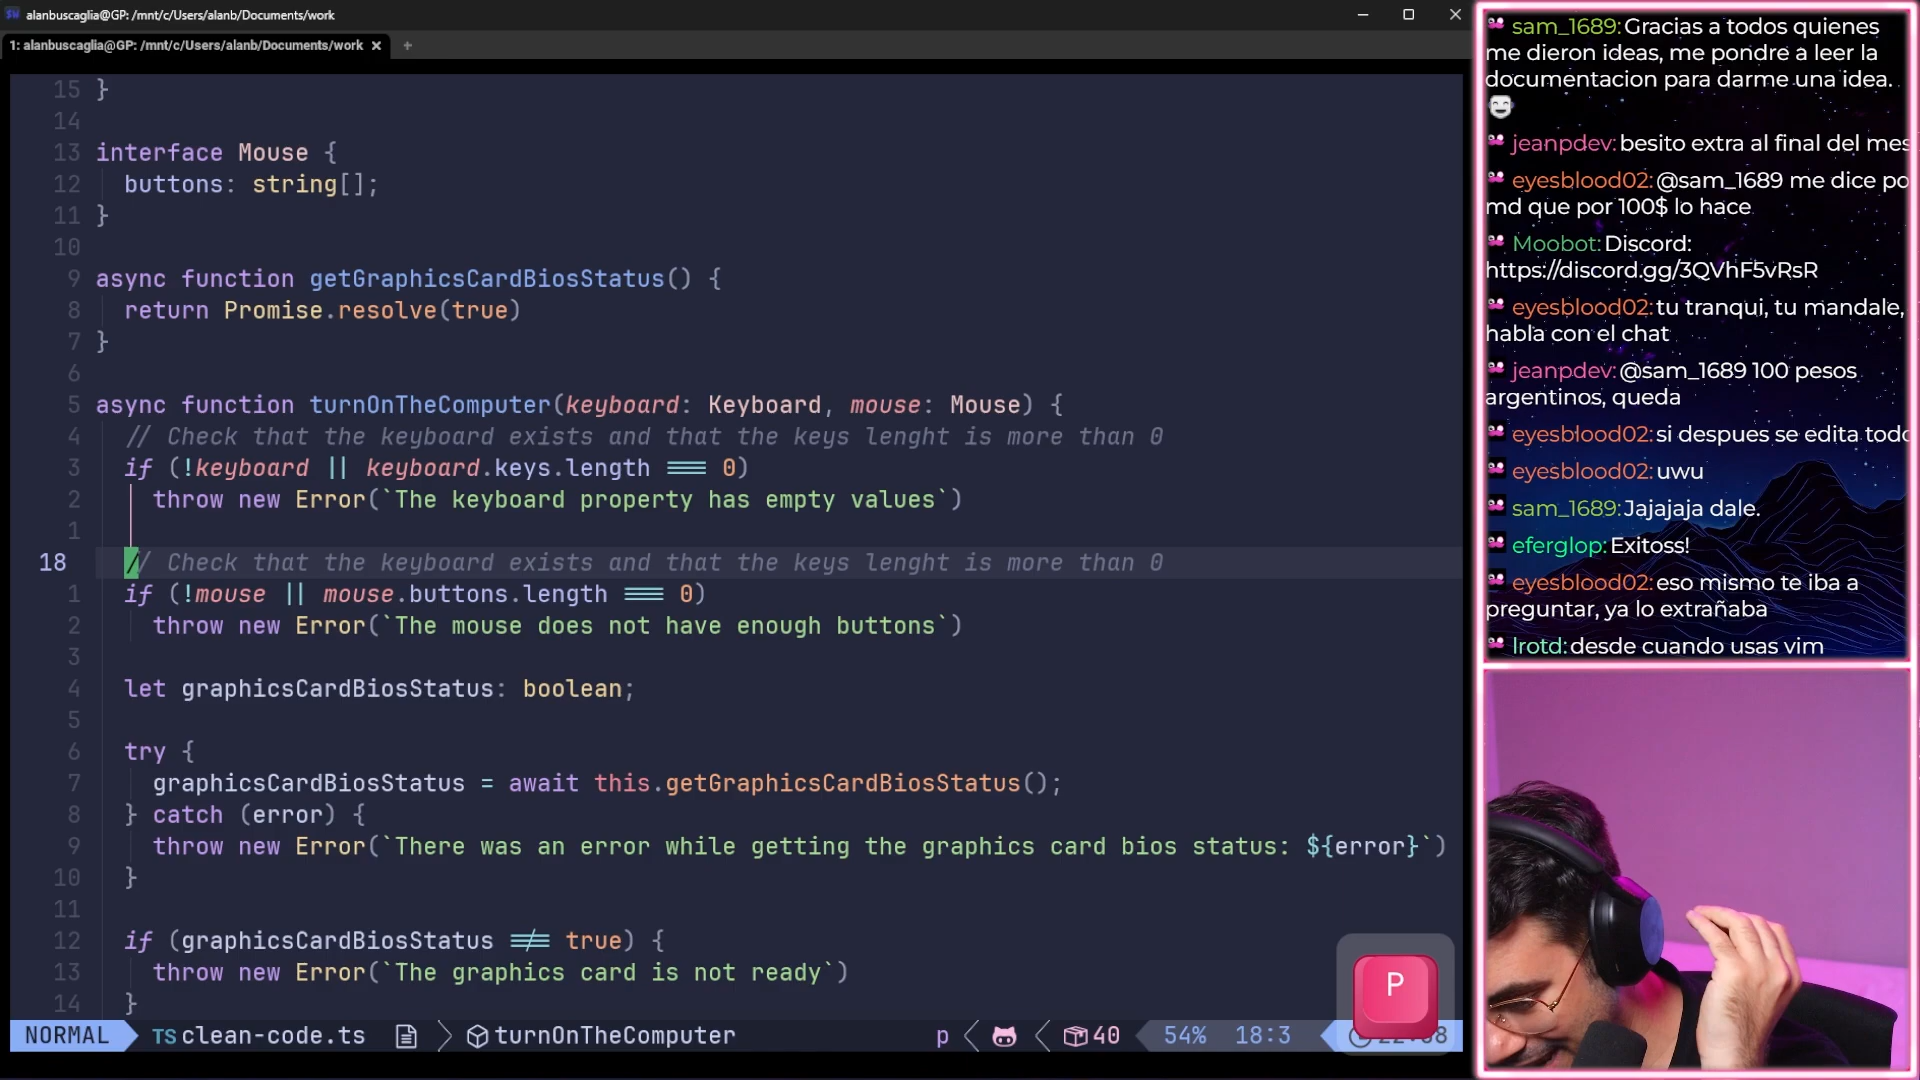 alanbuscaglia@GP: /mnt/c/Users/alanb/Documents/work
1: alanbuscaglia@GP: /mnt/c/Users/alanb/Documents/work
15 }
14
13 interface Mouse {
12 buttons: string[];
11 }
10
9 async function getGraphicsCardBiosStatus() {
8 return Promise.resolve(true)
7 }
6
5 async function turnOnTheComputer(keyboard: Keyboard, mouse: Mouse) {
4 // Check that the keyboard exists and that the keys lenght is more than 0
3 if (!keyboard || keyboard.keys.length === 0)
2 throw new Error(`The keyboard property has empty values`)
1
18 // Check that the keyboard exists and that the keys lenght is more than 0
1 if (!mouse || mouse.buttons.length === 0)
2 throw new Error(`The mouse does not have enough buttons`)
3
4 let graphicsCardBiosStatus: boolean;
5
6 try {
7 graphicsCardBiosStatus = await this.getGraphicsCardBiosStatus();
8 } catch (error) {
9 throw new Error(`There was an error while getting the graphics card bios status: ${error}`)
10 }
11
12 if (graphicsCardBiosStatus !== true) {
13 throw new Error(`The graphics card is not ready`)
14 }
NORMAL TS clean-code.ts turnOnTheComputer p 40 54% 18:3
P
sam_1689: Gracias a todos quienes
me dieron ideas, me pondre a leer la
documentacion para darme una idea.
jeanpdev: besito extra al final del mes
eyesblood02: @sam_1689 me dice po
md que por 100$ lo hace
Moobot: Discord:
https://discord.gg/3QVhF5vRsR
eyesblood02: tu tranqui, tu mandale,
habla con el chat
jeanpdev: @sam_1689 100 pesos
argentinos, queda
eyesblood02: si despues se edita todo
eyesblood02: uwu
sam_1689: Jajajaja dale.
eferglop: Exitoss!
eyesblood02: eso mismo te iba a
preguntar, ya lo extrañaba
lrotd: desde cuando usas vim